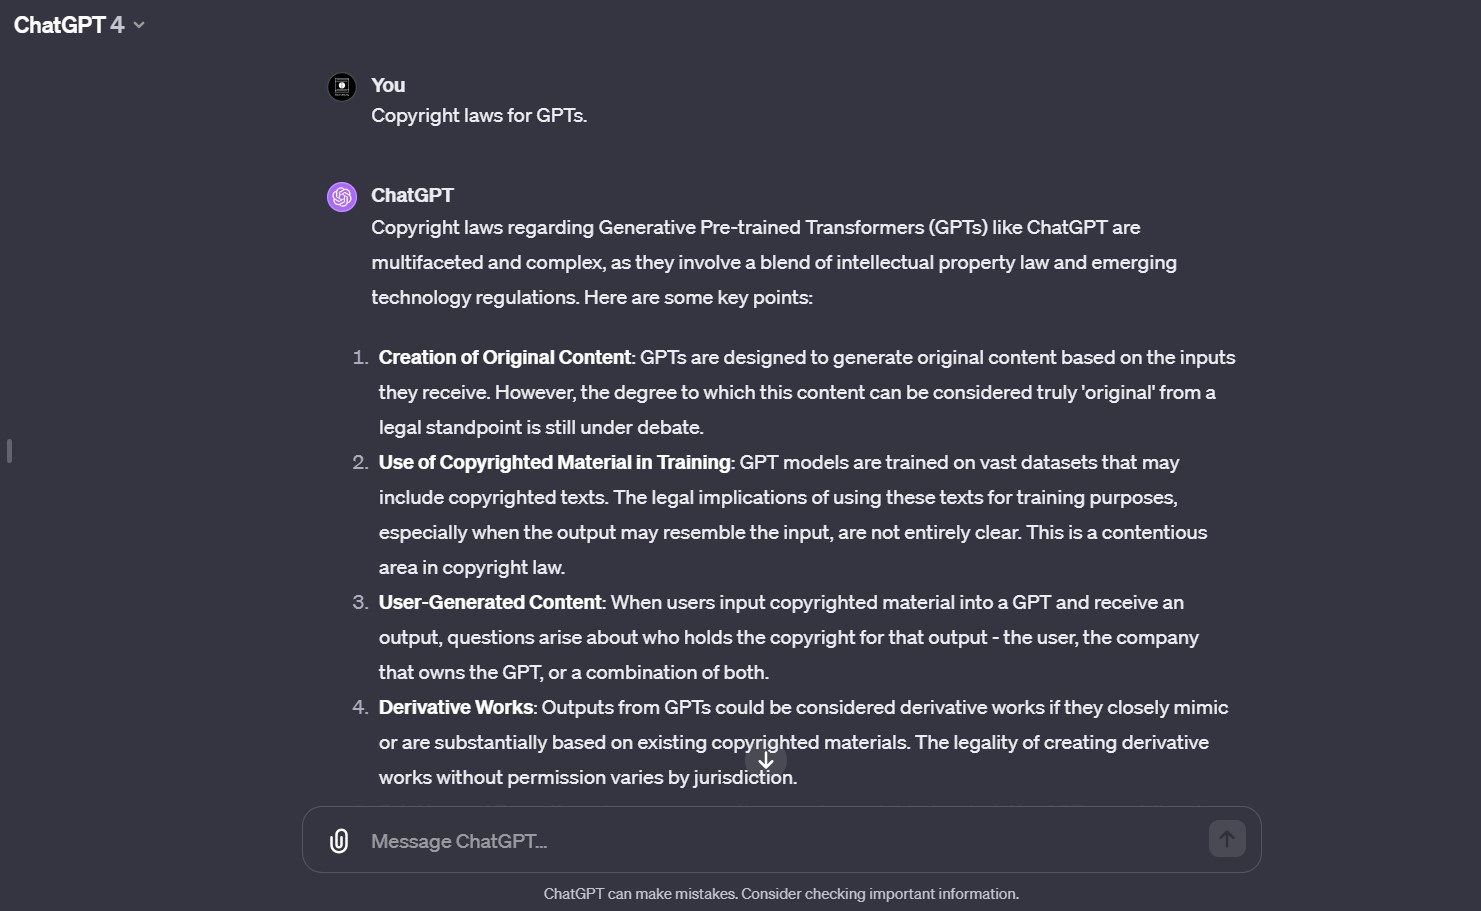 ChatGPT 4
You
Copyright laws for GPTs.
ChatGPT
Copyright laws regarding Generative Pre-trained Transformers (GPTs) like ChatGPT are
multifaceted and complex, as they involve a blend of intellectual property law and emerging
technology regulations. Here are some key points:
1. Creation of Original Content: GPTs are designed to generate original content based on the inputs
they receive. However, the degree to which this content can be considered truly 'original' from a
legal standpoint is still under debate.
2. Use of Copyrighted Material in Training: GPT models are trained on vast datasets that may
include copyrighted texts. The legal implications of using these texts for training purposes,
especially when the output may resemble the input, are not entirely clear. This is a contentious
area in copyright law.
3. User-Generated Content: When users input copyrighted material into a GPT and receive an
output, questions arise about who holds the copyright for that output - the user, the company
that owns the GPT, or a combination of both.
4. Derivative Works: Outputs from GPTs could be considered derivative works if they closely mimic
or are substantially based on existing copyrighted materials. The legality of creating derivative
works without permission varies by jurisdiction.
Message ChatGPT...
ChatGPT can make mistakes. Consider checking important information.